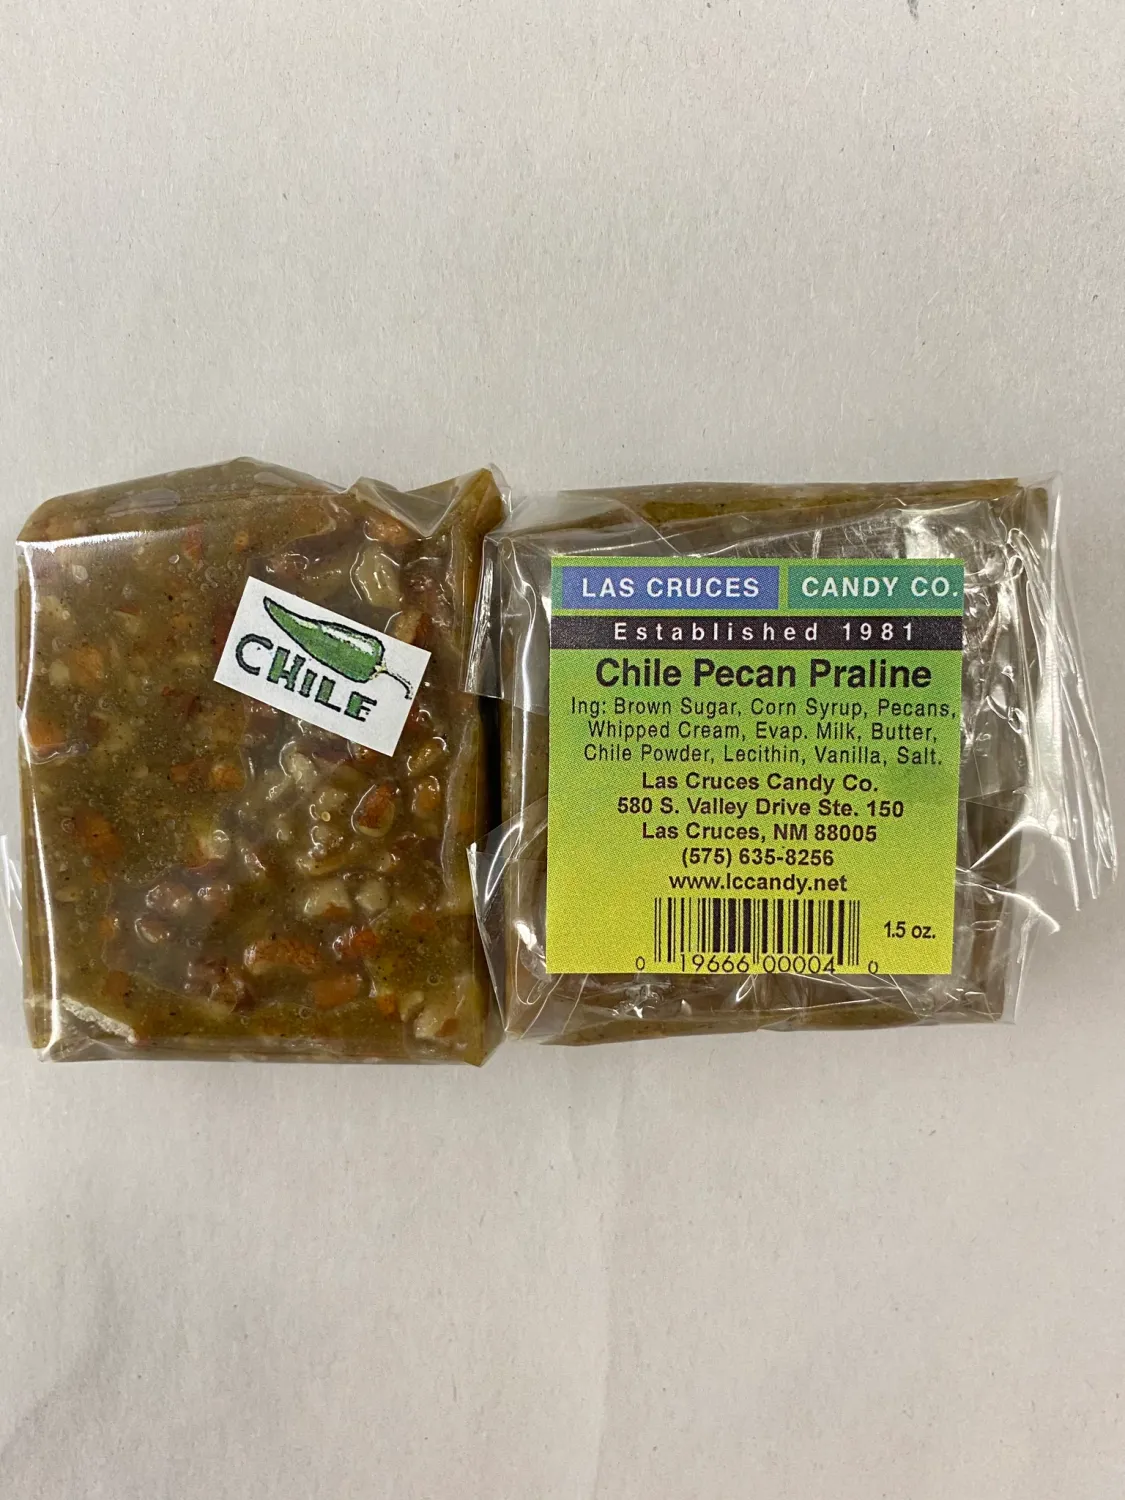 CHILE
LAS CRUCES CANDY CO.
Established 1981
Chile Pecan Praline
Ing: Brown Sugar, Corn Syrup, Pecans,
Whipped Cream, Evap. Milk, Butter,
Chile Powder, Lecithin, Vanilla, Salt.
Las Cruces Candy Co.
580 S. Valley Drive Ste. 150
Las Cruces, NM 88005
(575) 635-8256
www.lccandy.net
1.5 oz.
0 19666 00004 0